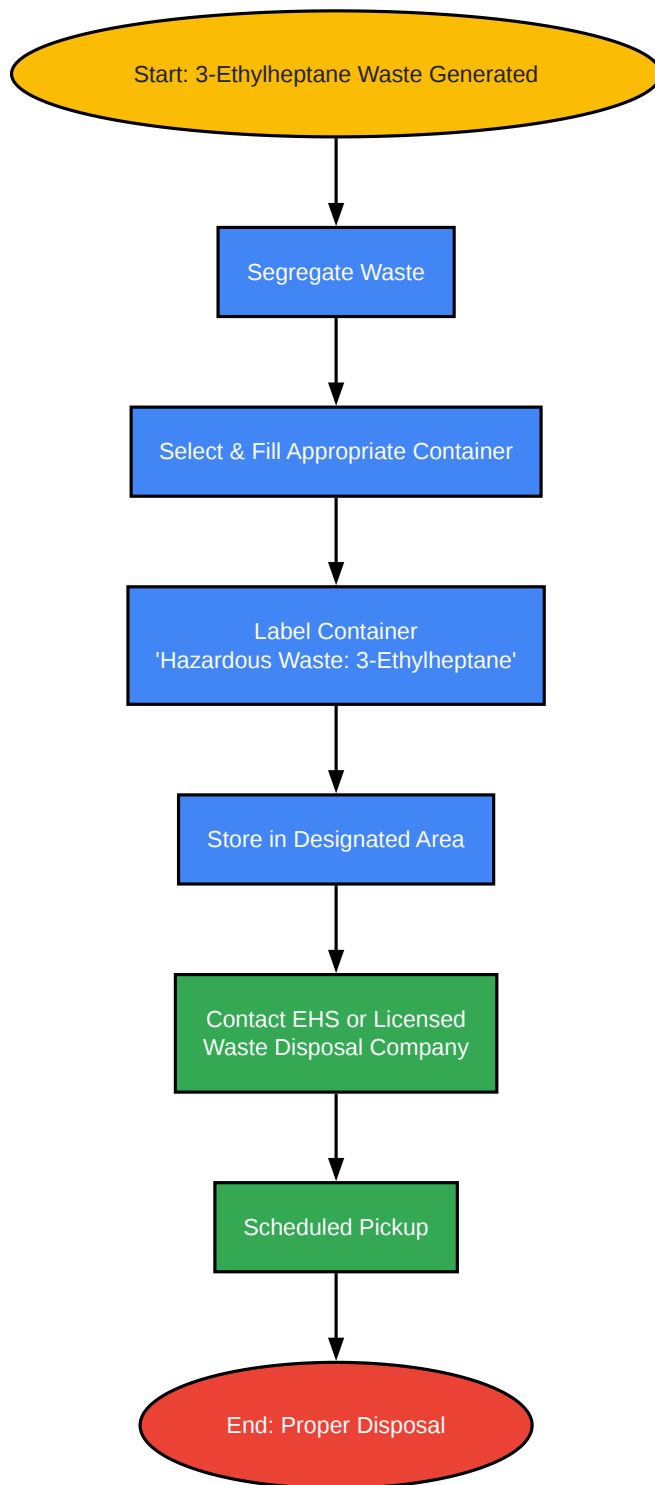 Start: 3-Ethylheptane Waste Generated
Segregate Waste
Select & Fill Appropriate Container
Label Container
'Hazardous Waste: 3-Ethylheptane'
Store in Designated Area
Contact EHS or Licensed
Waste Disposal Company
Scheduled Pickup
End: Proper Disposal